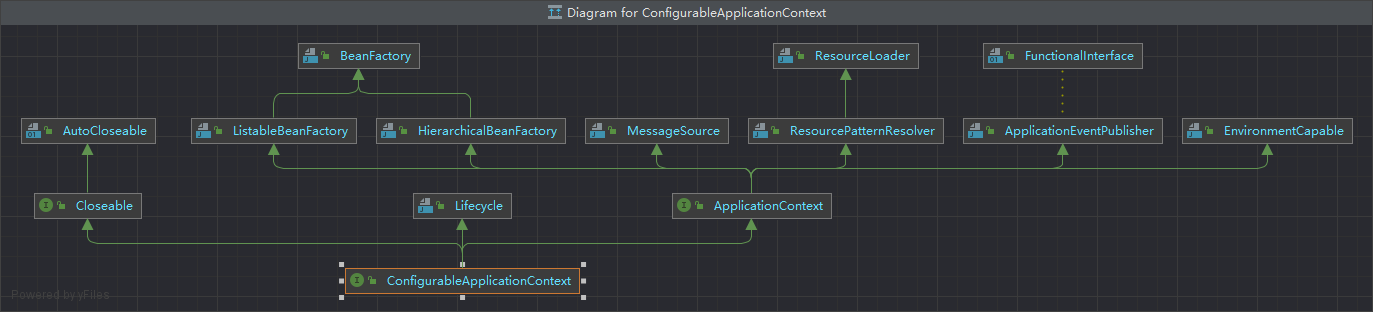 Diagram for ConfigurableApplicationContext
BeanFactory
ResourceLoader
FunctionalInterface
AutoCloseable
ListableBeanFactory
HierarchicalBeanFactory
MessageSource
ResourcePatternResolver
ApplicationEventPublisher
EnvironmentCapable
Closeable
Lifecycle
ApplicationContext
ConfigurableApplicationContext
Powered by yFiles